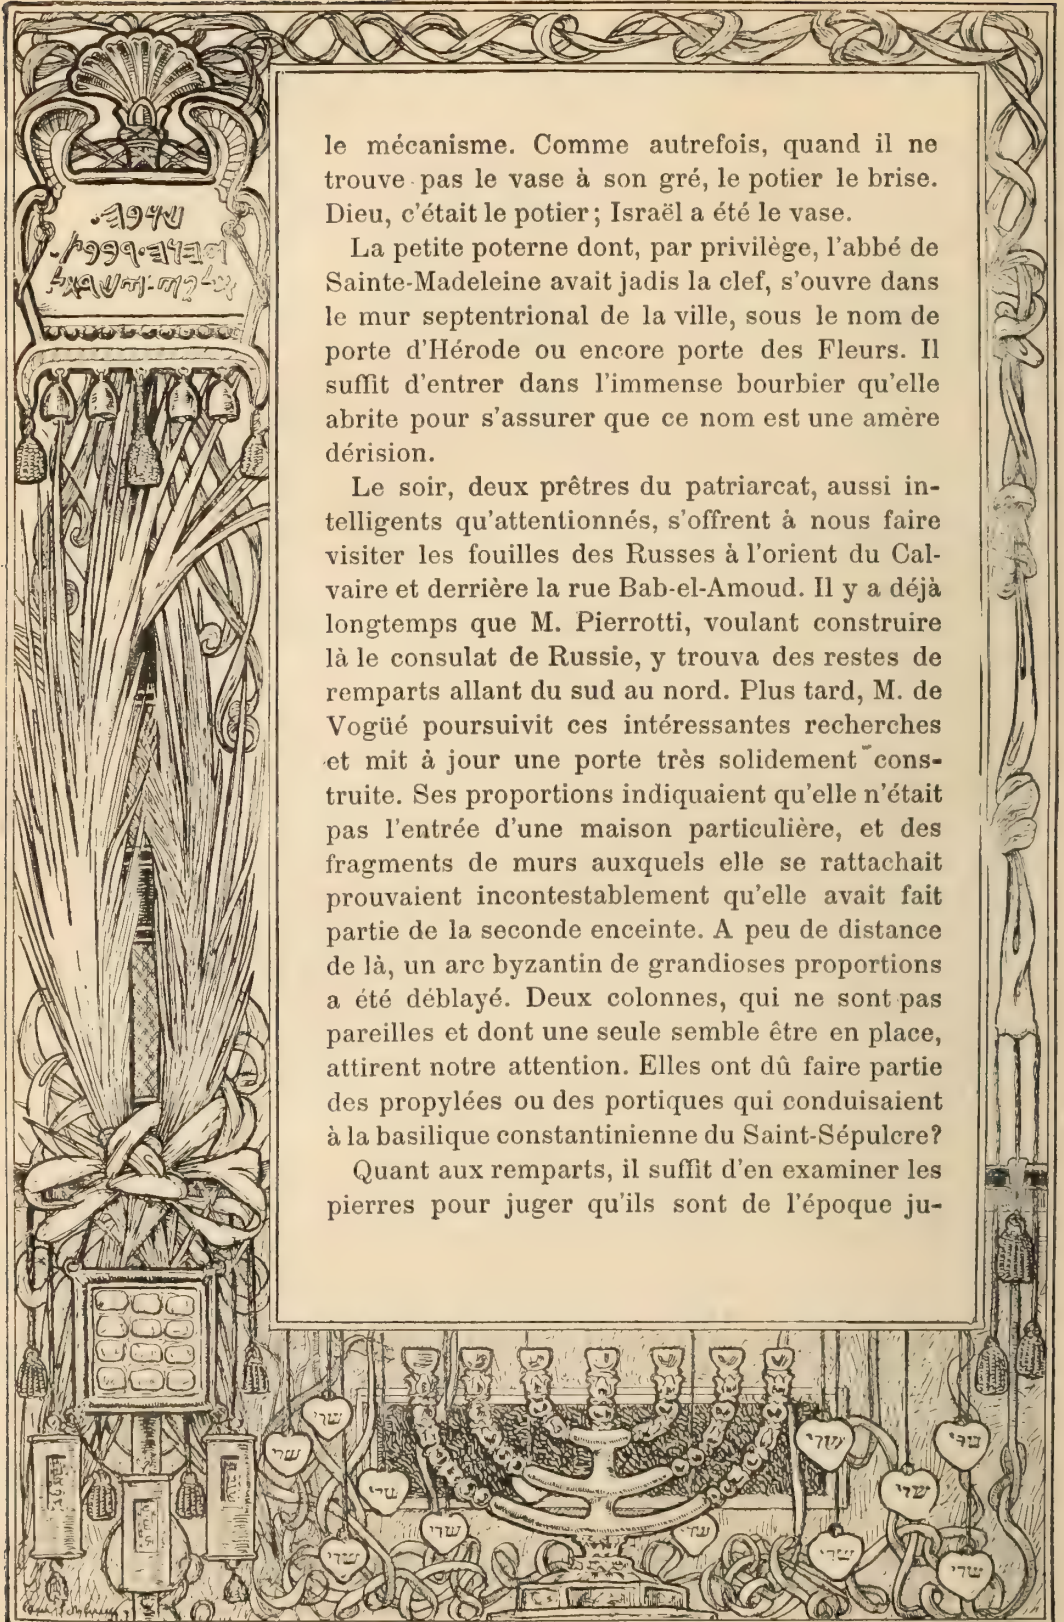 le mécanisme. Comme autrefois, quand il ne
trouve pas le vase à son gré, le potier le brise.
Dieu, c'était le potier; Israël a été le vase.
La petite poterne dont, par privilège, l'abbé de
Sainte-Madeleine avait jadis la clef, s'ouvre dans
le mur septentrional de la ville, sous le nom de
porte d'Hérode ou encore porte des Fleurs. Il
suffit d'entrer dans l'immense bourbier qu'elle
abrite pour s'assurer que ce nom est une amère
dérision.
Le soir, deux prêtres du patriarcat, aussi in-
telligents qu'attentionnés, s'offrent à nous faire
visiter les fouilles des Russes à l'orient du Cal-
vaire et derrière la rue Bab-el-Amoud. Il y a déjà
longtemps que M. Pierrotti, voulant construire
là le consulat de Russie, y trouva des restes de
remparts allant du sud au nord. Plus tard, M. de
Vogüé poursuivit ces intéressantes recherches
et mit à jour une porte très solidement cons-
truite. Ses proportions indiquaient qu'elle n'était
pas l'entrée d'une maison particulière, et des
fragments de murs auxquels elle se rattachait
prouvaient incontestablement qu'elle avait fait
partie de la seconde enceinte. A peu de distance
de là, un arc byzantin de grandioses proportions
a été déblayé. Deux colonnes, qui ne sont pas
pareilles et dont une seule semble être en place,
attirent notre attention. Elles ont dû faire partie
des propylées ou des portiques qui conduisaient
à la basilique constantinienne du Saint-Sépulcre?
Quant aux remparts, il suffit d'en examiner les
pierres pour juger qu'ils sont de l'époque ju-
שדי
שדי
שדי
שדי
שדי
שדי
שדי
שדי
שדי
שדי
שדי